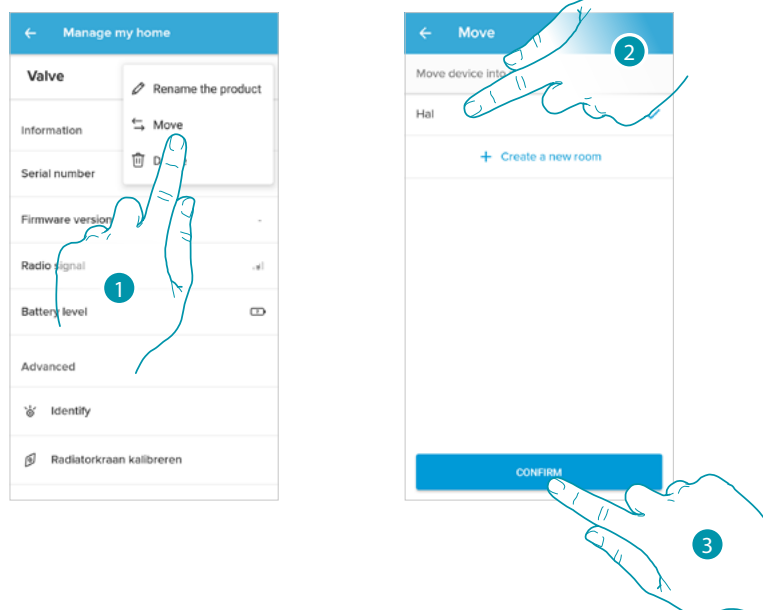 Manage my home
Valve
Rename the product
Move
Information
Serial number
Firmware version
-
Radio signal
Battery level
Advanced
Identify
Radiatorkraan kalibreren
1
Move
2
Move device into
Hal
+ Create a new room
CONFIRM
3